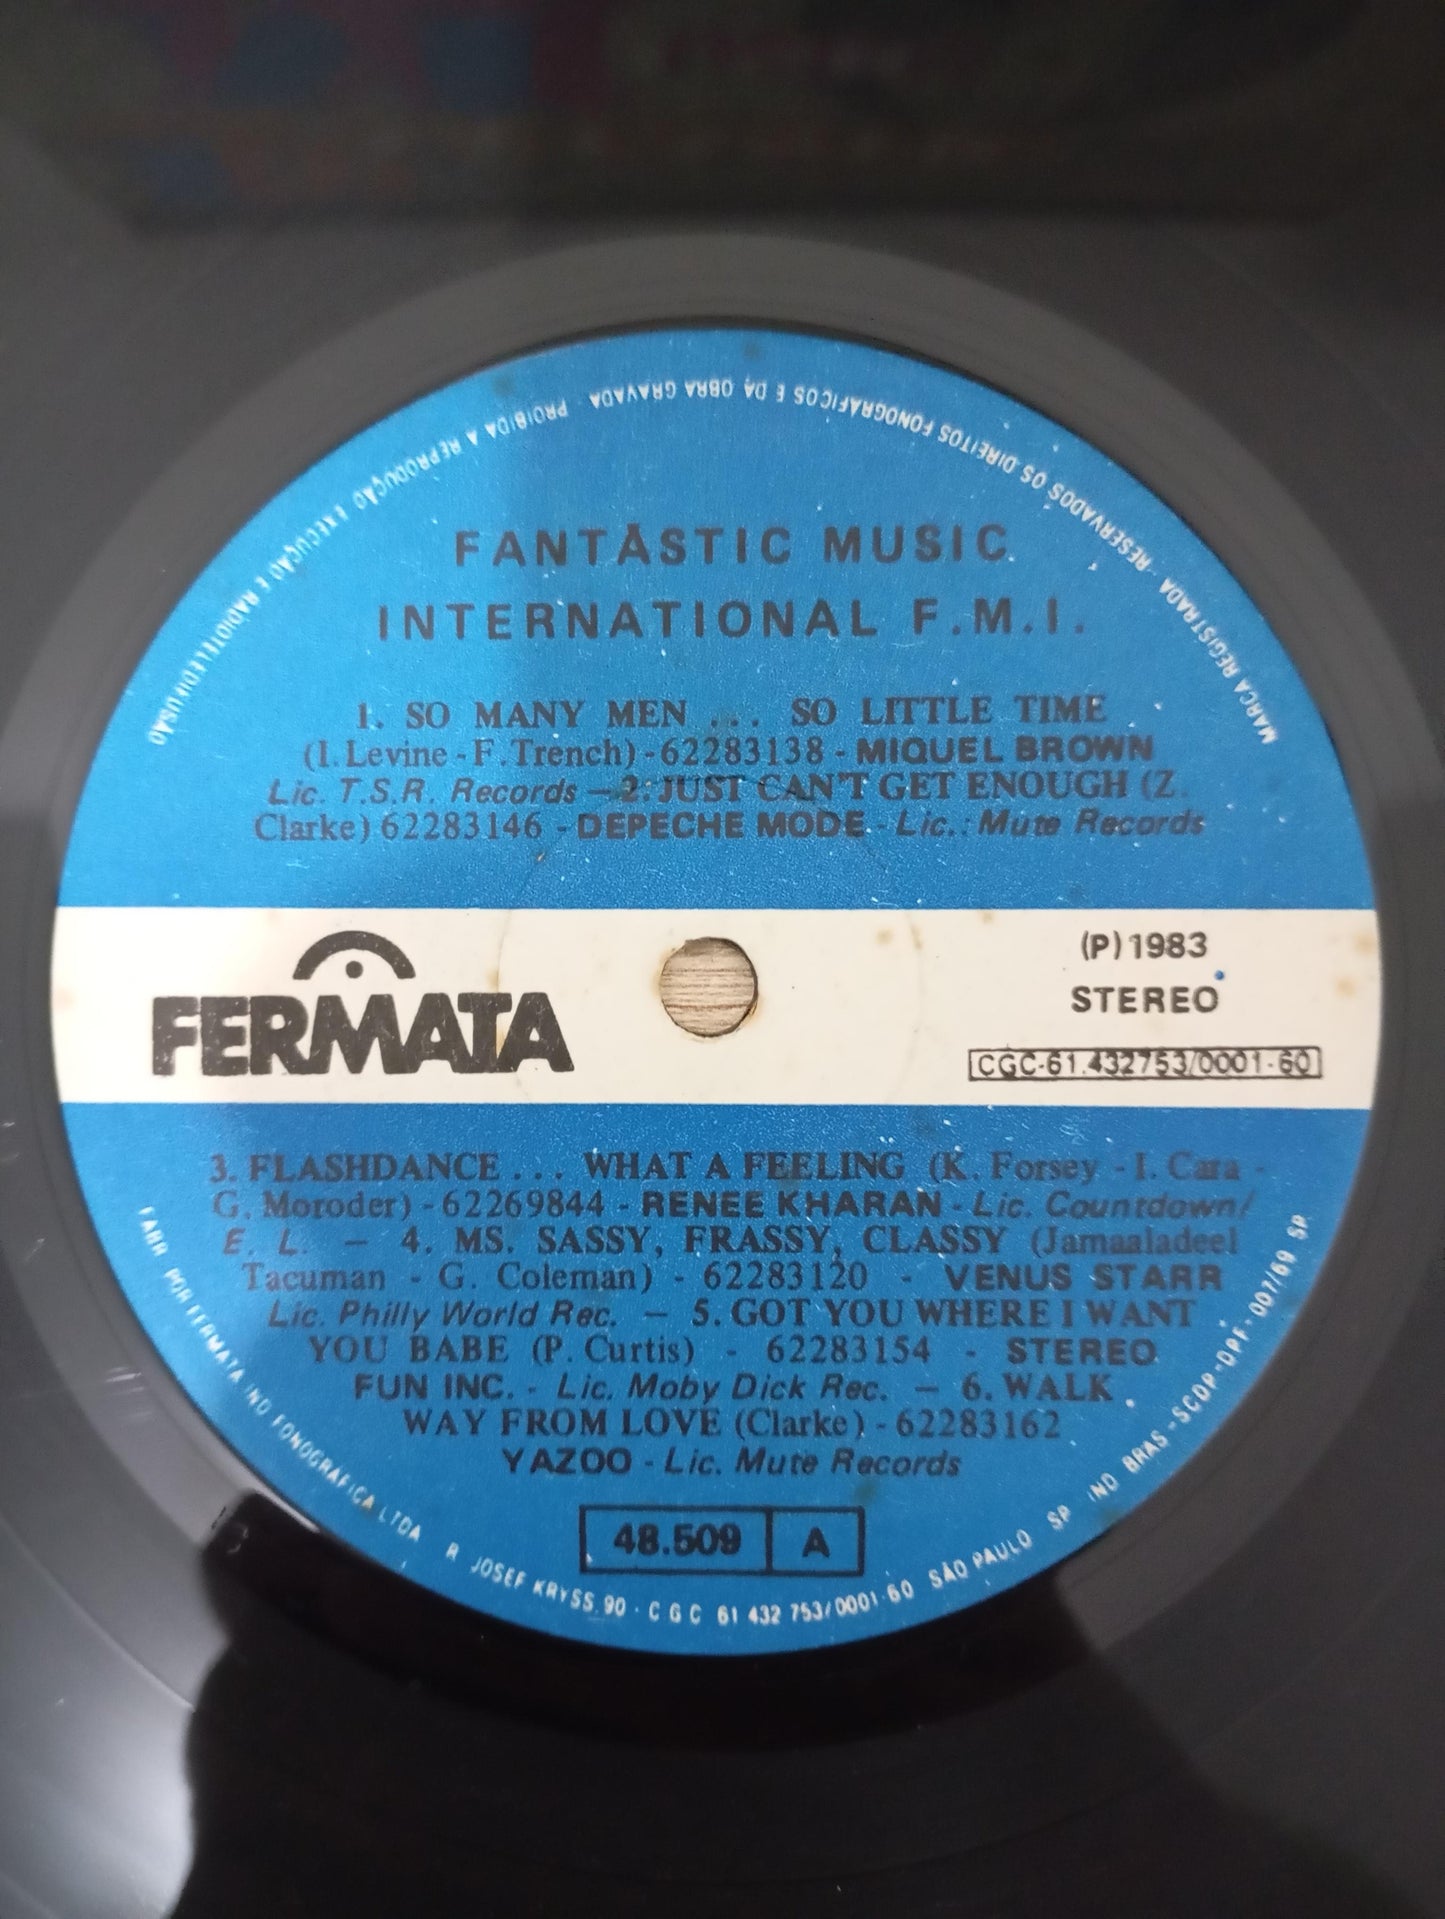 MARCA REGISTRADA · RESERVADOS OS DIREITOS FONOGRÁFICOS E DA OBRA GRAVADA · PROIBIDA A REPRODUÇÃO EXECUÇÃO E RADIOTELEDIFUSÃO
FANTÁSTIC MUSIC
INTERNATIONAL F.M.I.
1. SO MANY MEN ... SO LITTLE TIME
(I. Levine - F. Trench) - 62283138 - MIQUEL BROWN
Lic. T.S.R. Records — 2. JUST CAN'T GET ENOUGH (Z.
Clarke) 62283146 - DEPECHE MODE - Lic.: Mute Records
FERMATA
(P) 1983
STEREO
CGC-61.432753/0001-60
3. FLASHDANCE ... WHAT A FEELING (K. Forsey - I. Cara -
G. Moroder) - 62269844 - RENEE KHARAN - Lic. Countdown/
E. L. — 4. MS. SASSY, FRASSY, CLASSY (Jamaaladeel
Tacuman - G. Coleman) - 62283120 - VENUS STARR
Lic. Philly World Rec. — 5. GOT YOU WHERE I WANT
YOU BABE (P. Curtis) - 62283154 - STEREO
FUN INC. - Lic. Moby Dick Rec. — 6. WALK
WAY FROM LOVE (Clarke) - 62283162
YAZOO - Lic. Mute Records
48.509 A
FABR POR FERMATA IND FONOGRAFICA LTDA R JOSEF KRYSS 90 - C G C 61 432 753/0001-60 SÃO PAULO SP IND BRAS - SCDP-DPF-007/69 SP